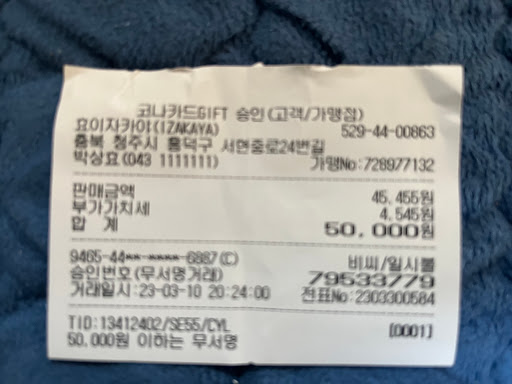 코나카드GIFT 승인(고객/가맹점)
요이자카야(IZAKAYA) 529-44-00863
충북 청주시 흥덕구 서현중로24번길
박상묘(043 1111111) 가맹No:728977132
판매금액 45,455원
부가가치세 4,545원
합 계 50,000원
9465-44**-****-6867(C) 비씨/일시불
승인번호(무서명거래) 79533779
거래일시:23-03-10 20:24:00 전표No:2303300584
TID:13412402/SE55/CYL [0001]
50,000원 이하는 무서명